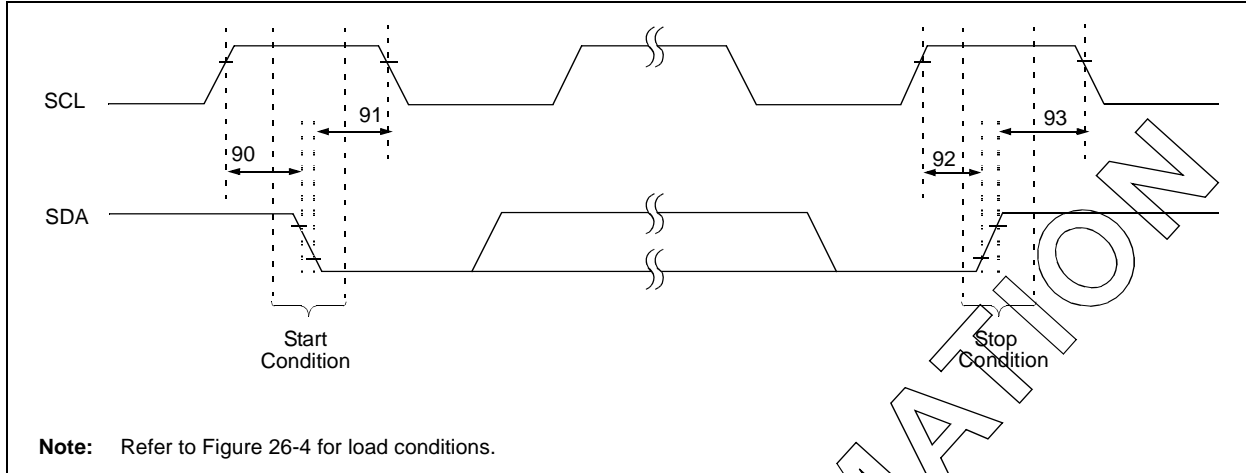 SCL
91
93
90
92
SDA
Start
Condition
Stop
Condition
Note: Refer to Figure 26-4 for load conditions.
MATION